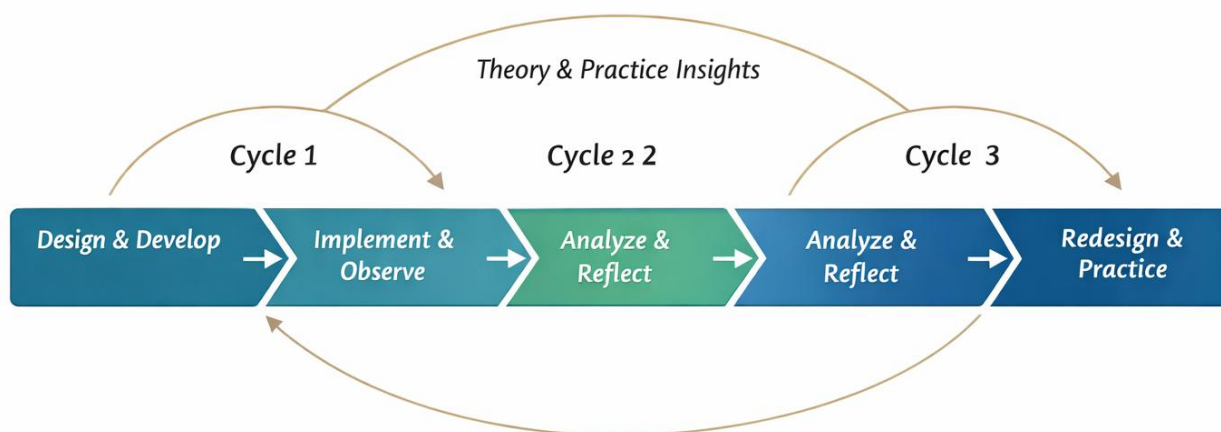 Theory & Practice Insights
Cycle 1
Cycle 2 2
Cycle 3
Design & Develop
Implement &
Observe
Analyze &
Reflect
Analyze &
Reflect
Redesign &
Practice